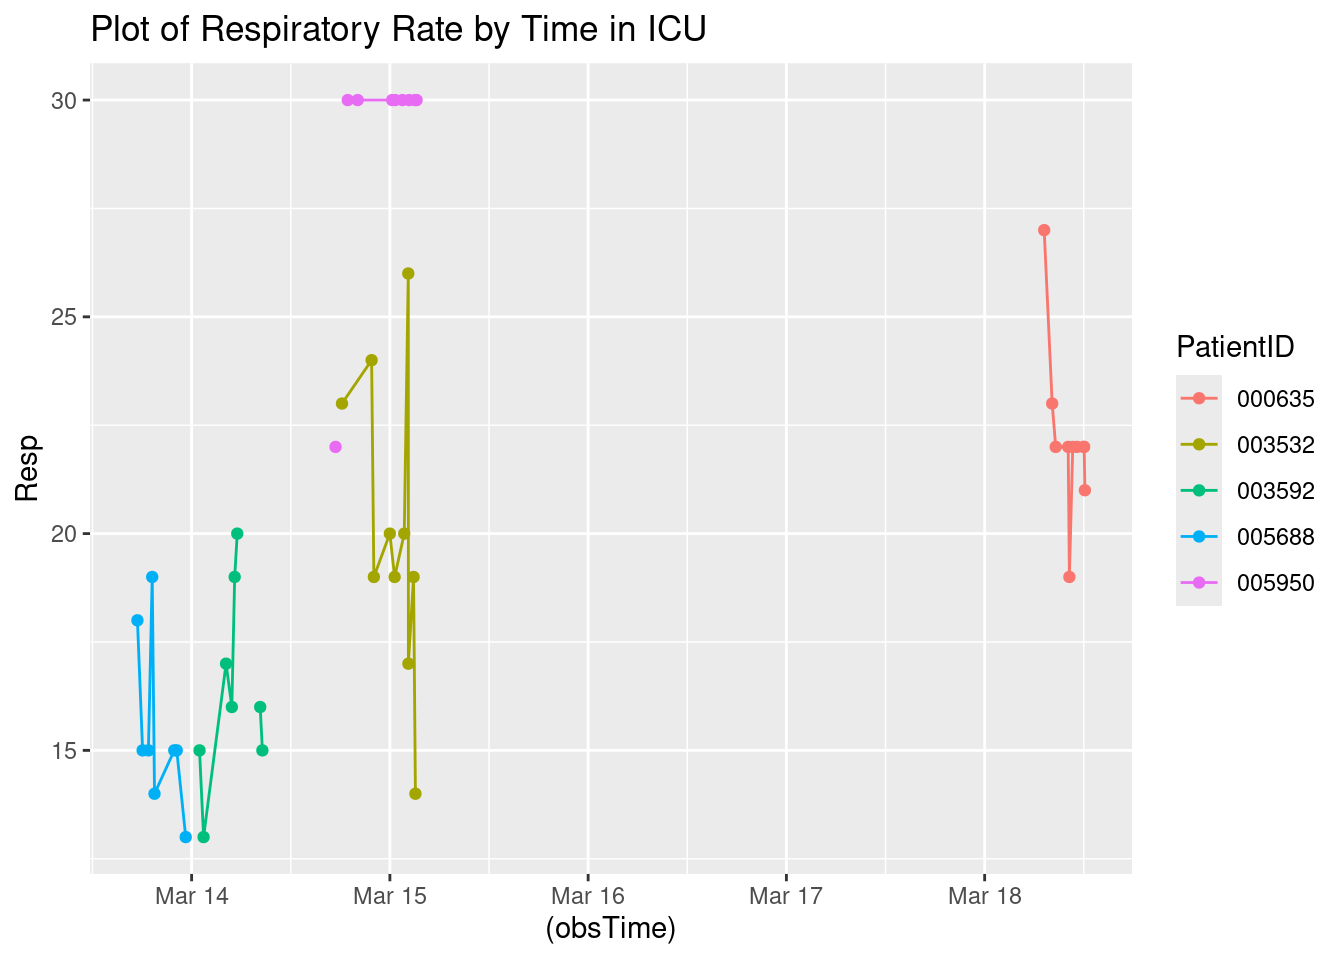 Plot of Respiratory Rate by Time in ICU
30
25
20
15
Resp
Mar 14
Mar 15
Mar 16
Mar 17
Mar 18
(obsTime)
PatientID
000635
003532
003592
005688
005950